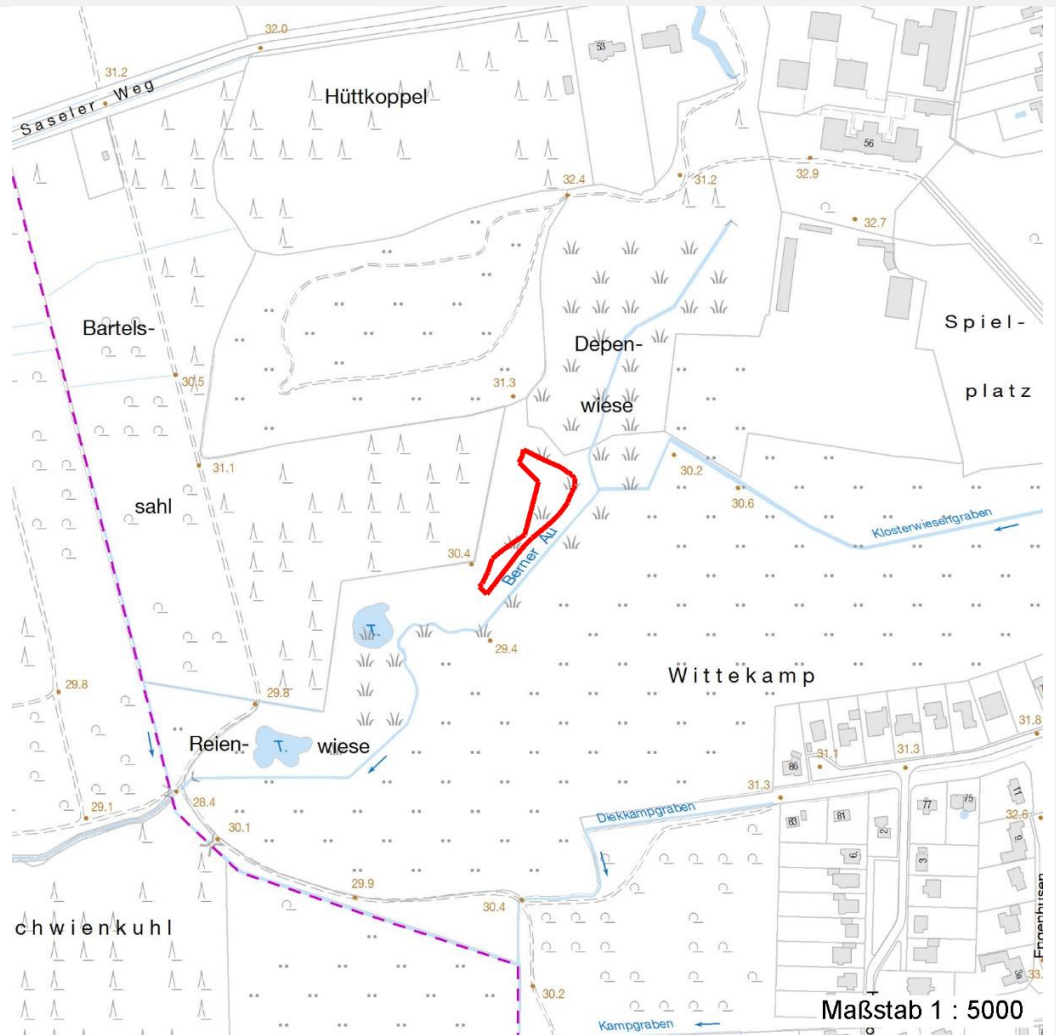 32.0
31.2
Saseler Weg
Hüttkoppel
53
56
32.4
31.2
32.9
32.7
Bartels-
Depen-
Spiel-
30.5
31.3
wiese
platz
31.1
30.2
30.6
sahl
Klosterwiesengraben
Berner Au
30.4
T.
29.4
Wittekamp
29.8
29.8
Reien-
T.
wiese
31.8
86
31.1
31.3
31.3
28.4
29.1
Diekkampgraben
83
81
2
77
75
11
32.6
30.1
6
3
9
29.9
30.4
chwienkuhl
Engenhusen
33.
30.2
Maßstab 1 : 5000
Kampgraben